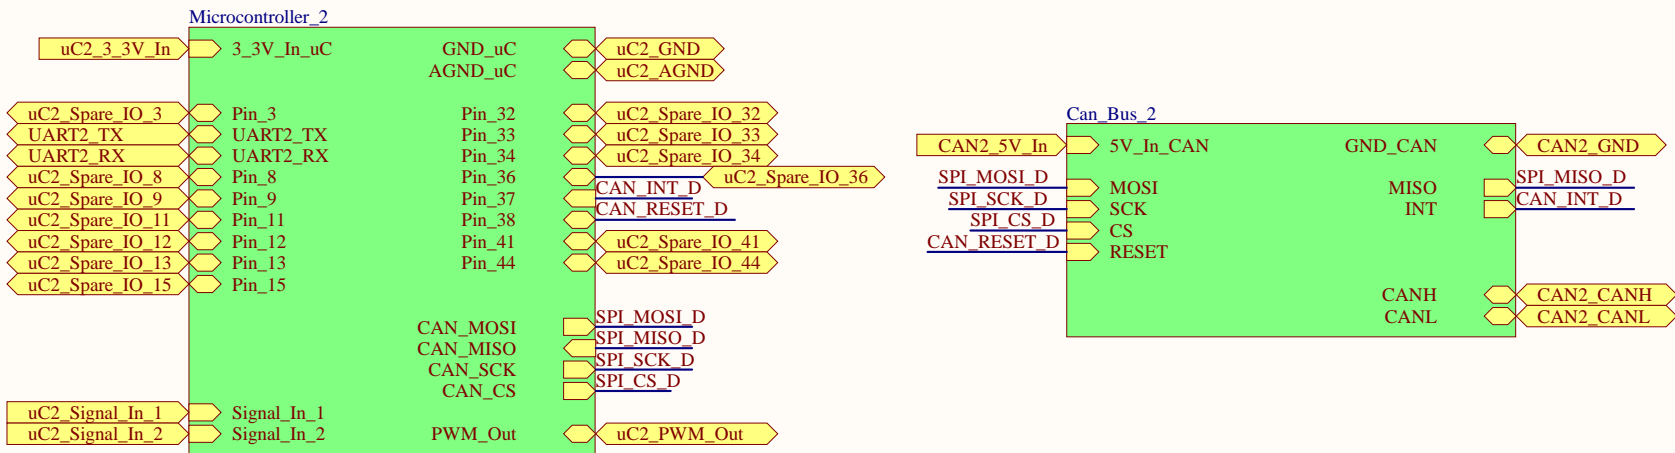 Microcontroller_2
uC2_3_3V_In 3_3V_In_uC GND_uC uC2_GND
AGND_uC uC2_AGND
uC2_Spare_IO_3 Pin_3 Pin_32 uC2_Spare_IO_32
UART2_TX UART2_TX Pin_33 uC2_Spare_IO_33
UART2_RX UART2_RX Pin_34 uC2_Spare_IO_34
uC2_Spare_IO_8 Pin_8 Pin_36 uC2_Spare_IO_36
uC2_Spare_IO_9 Pin_9 Pin_37 CAN_INT_D
uC2_Spare_IO_11 Pin_11 Pin_38 CAN_RESET_D
uC2_Spare_IO_12 Pin_12 Pin_41 uC2_Spare_IO_41
uC2_Spare_IO_13 Pin_13 Pin_44 uC2_Spare_IO_44
uC2_Spare_IO_15 Pin_15
CAN_MOSI SPI_MOSI_D
CAN_MISO SPI_MISO_D
CAN_SCK SPI_SCK_D
CAN_CS SPI_CS_D
uC2_Signal_In_1 Signal_In_1
uC2_Signal_In_2 Signal_In_2 PWM_Out uC2_PWM_Out
Can_Bus_2
CAN2_5V_In 5V_In_CAN GND_CAN CAN2_GND
SPI_MOSI_D MOSI MISO SPI_MISO_D
SPI_SCK_D SCK INT CAN_INT_D
SPI_CS_D CS
CAN_RESET_D RESET
CANH CAN2_CANH
CANL CAN2_CANL